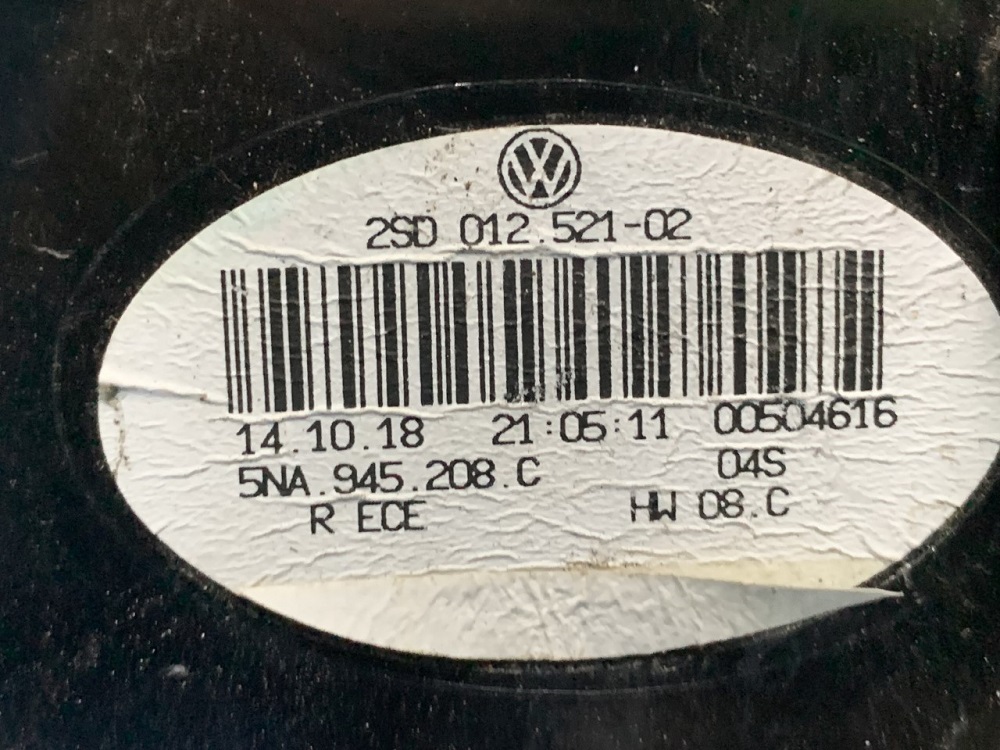 2SD 012.521-02
14.10.18 21:05:11 00504616
5NA.945.208.C 04S
R ECE HW 08.C